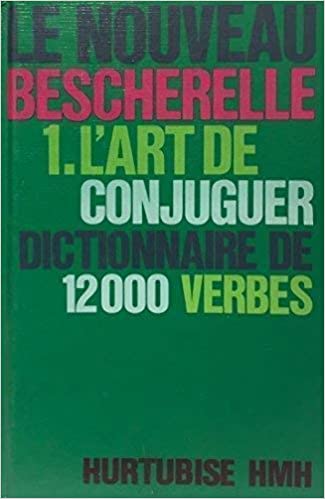 LE NOUVEAU
BESCHERELLE
1. L'ART DE
CONJUGUER
DICTIONNAIRE DE
12000 VERBES
HURTUBISE HMH